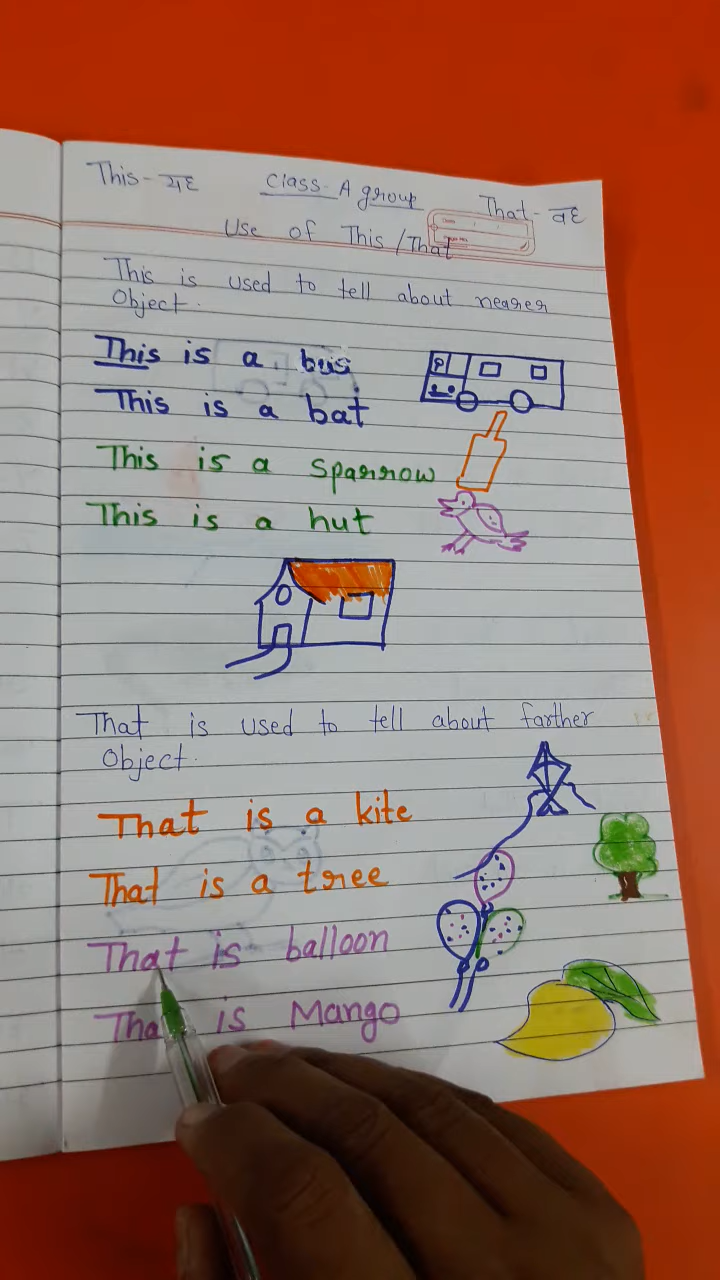 This - यह Class - A group That - वह
Use of This / That
This is used to tell about nearer
Object.
This is a bus
This is a bat
This is a sparrow
This is a hut
That is used to tell about farther
Object.
That is a kite
That is a tree
That is balloon
That is Mango